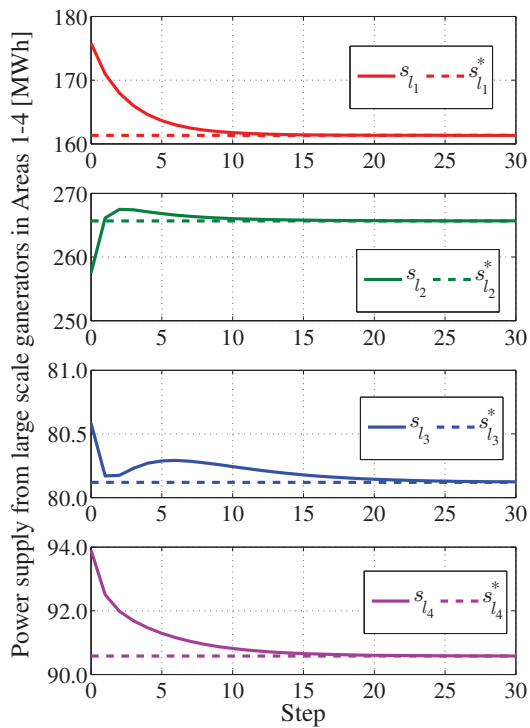 Power supply from large scale ganerators in Areas 1-4 [MWh]
180
170
160
s_{l_1} s^*_{l_1}
0 5 10 15 20 25 30
270
260
250
s_{l_2} s^*_{l_2}
0 5 10 15 20 25 30
81.0
80.5
80.0
s_{l_3} s^*_{l_3}
0 5 10 15 20 25 30
94.0
92.0
90.0
s_{l_4} s^*_{l_4}
0 5 10 15 20 25 30
Step